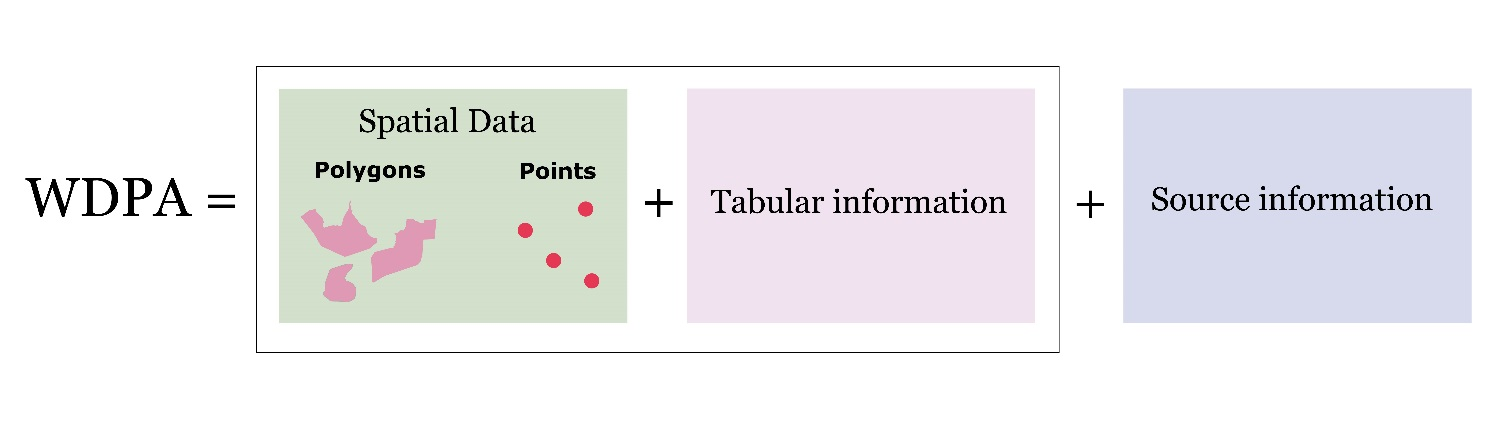 WDPA =
Spatial Data
Polygons
Points
+
Tabular information
+
Source information